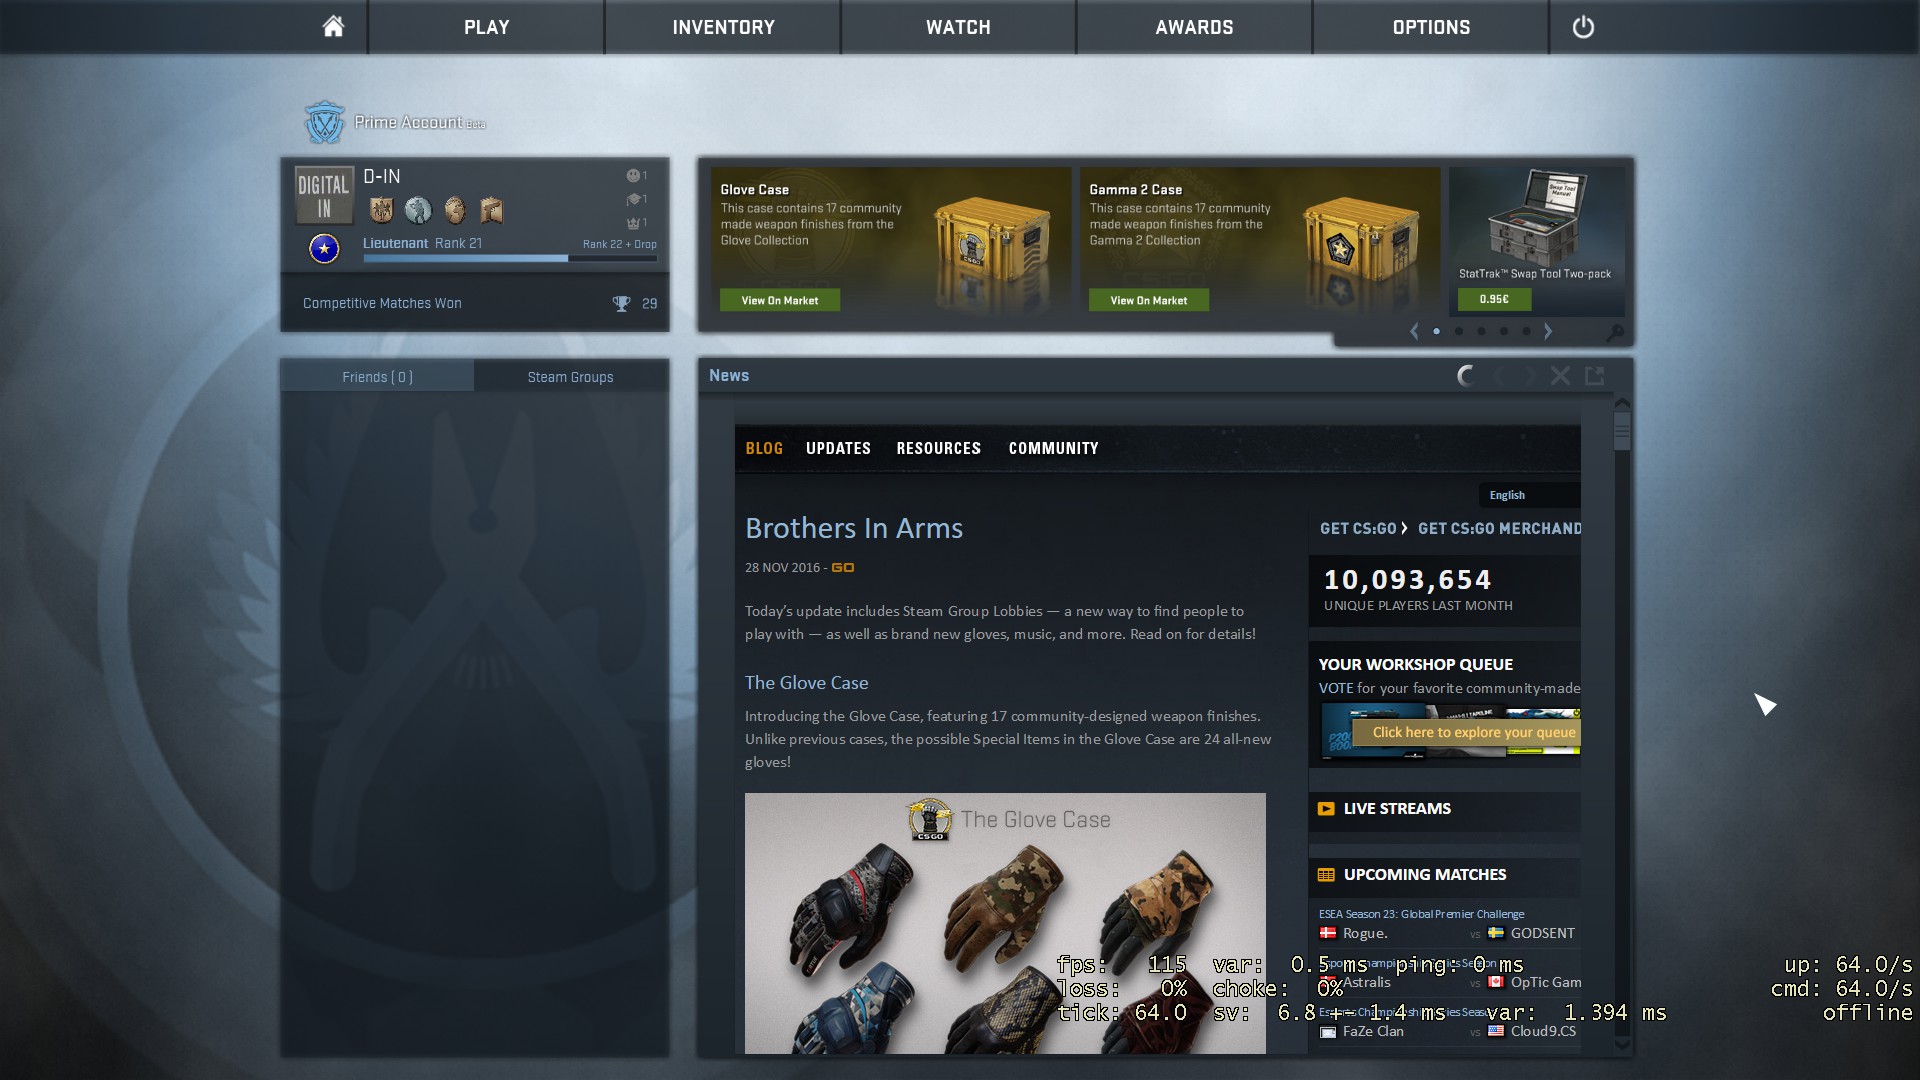 PLAY
INVENTORY
WATCH
AWARDS
OPTIONS
Prime Account Beta
DIGITAL
IN
D-IN
1
1
1
Lieutenant Rank 21
Rank 22 + Drop
Competitive Matches Won
29
Glove Case
This case contains 17 community
made weapon finishes from the
Glove Collection
View On Market
Gamma 2 Case
This case contains 17 community
made weapon finishes from the
Gamma 2 Collection
View On Market
Swap Tool
Manual
StatTrak™ Swap Tool Two-pack
0.95€
Friends ( 0 )
Steam Groups
News
BLOG
UPDATES
RESOURCES
COMMUNITY
English
Brothers In Arms
28 NOV 2016 - GO
Today's update includes Steam Group Lobbies — a new way to find people to
play with — as well as brand new gloves, music, and more. Read on for details!
The Glove Case
Introducing the Glove Case, featuring 17 community-designed weapon finishes.
Unlike previous cases, the possible Special Items in the Glove Case are 24 all-new
gloves!
CS GO
The Glove Case
GET CS:GO
GET CS:GO MERCHAND
10,093,654
UNIQUE PLAYERS LAST MONTH
YOUR WORKSHOP QUEUE
VOTE for your favorite community-made
Click here to explore your queue
LIVE STREAMS
UPCOMING MATCHES
ESEA Season 23: Global Premier Challenge
Rogue. vs GODSENT
Astralis vs OpTic Gam
FaZe Clan vs Cloud9.CS
fps: 115 var: 0.5 ms ping: 0 ms
loss: 0% choke: 0%
tick: 64.0 sv: 6.8 +- 1.4 ms var: 1.394 ms
up: 64.0/s
cmd: 64.0/s
offline